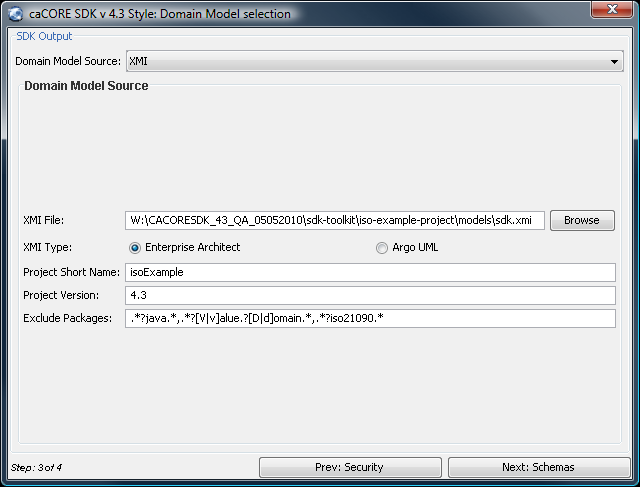 caCORE SDK v 4.3 Style: Domain Model selection
SDK Output
Domain Model Source: XMI
Domain Model Source
XMI File: W:\CACORESDK_43_QA_05052010\sdk-toolkit\iso-example-project\models\sdk.xmi Browse
XMI Type: Enterprise Architect Argo UML
Project Short Name: isoExample
Project Version: 4.3
Exclude Packages: .*?java.*,.*?[V|v]alue.?[D|d]omain.*,.*?iso21090.*
Step: 3 of 4 Prev: Security Next: Schemas